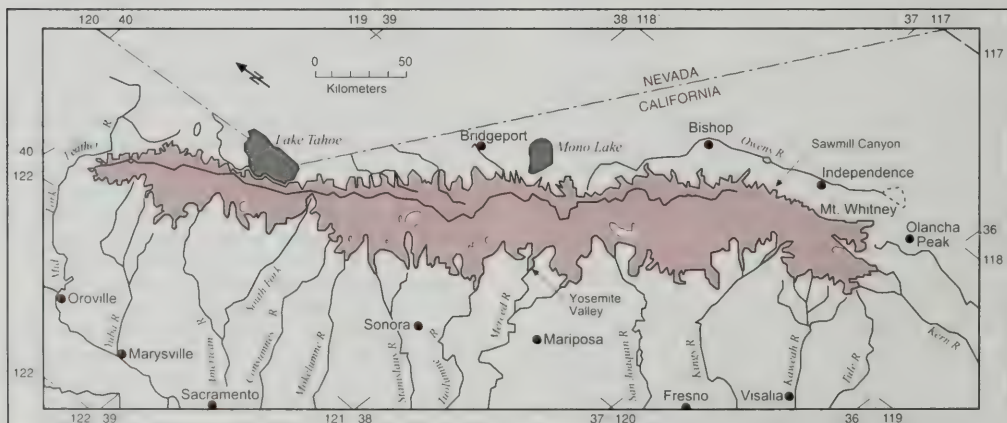 120 40 119 39 38 118 37 117
N
0 50
Kilometers
NEVADA
CALIFORNIA
117
Lake Tahoe
Bridgeport
Mono Lake
Bishop
Owens R
Sawmill Canyon
Feather R
40
122
Independence
Mt. Whitney
Olancha
Peak
36
118
Mid.
Fork
Oroville
Yuba R
Marysville
American R
South Fork
Cosumnes R
Mokelumne R
Sonora
Stanislaus R
Tuolumne R
Merced R
Yosemite
Valley
Mariposa
San Joaquin R
Kings R
Kaweah R
Tule R
Kern R
122
Sacramento
Fresno
Visalia
122 39 121 38 37 120 36 119